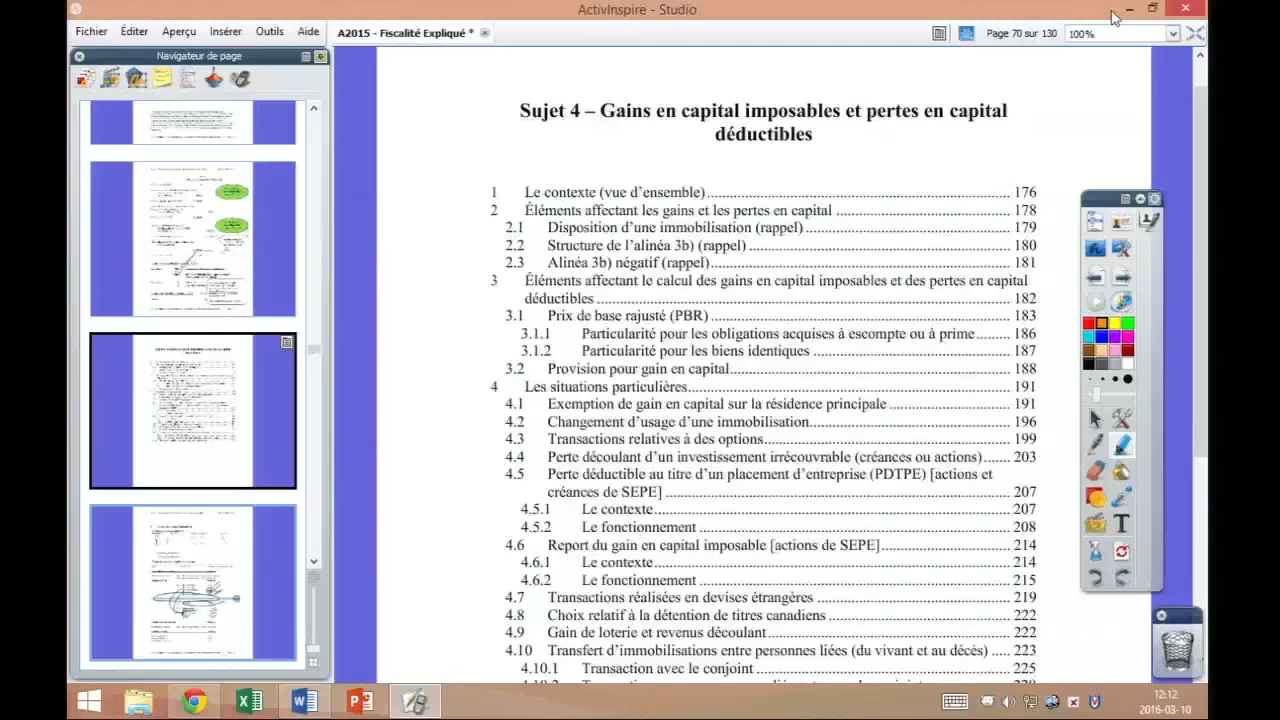 ActivInspire - Studio
Fichier Éditer Aperçu Insérer Outils Aide
A2015 - Fiscalité Expliqué *
Page 70 sur 130
100%
Navigateur de page
Sujet 4 – Gains en capital imposables et pertes en capital
déductibles
1 Le contexte (vue d’ensemble) 177
2 Éléments affectant les gains et les pertes en capital 178
2.1 Disposition d’une immobilisation (rappel) 179
2.2 Structure de l’alinéa 3b) (rappel) 180
2.3 Alinéa 3b) négatif (rappel) 181
3 Éléments affectant le calcul des gains en capital imposables et des pertes en capital
déductibles 182
3.1 Prix de base rajusté (PBR) 183
3.1.1 Particularité pour les obligations acquises à escompte ou à prime 186
3.1.2 Particularité pour les biens identiques 187
3.2 Provision pour gain en capital 188
4 Les situations particulières 191
4.1 Exemption de gain en capital sur la résidence principale 191
4.2 Changement d’usage d’une immobilisation 196
4.3 Transactions relatives à des options 199
4.4 Perte découlant d’un investissement irrécouvrable (créances ou actions) 203
4.5 Perte déductible au titre d’un placement d’entreprise (PDTPE) [actions et
créances de SEPE] 207
4.5.1 Le contexte 207
4.5.2 Le fonctionnement 208
4.6 Report du gain en capital imposable [actions de SEPE] 214
4.6.1 Le contexte 214
4.6.2 Le fonctionnement 215
4.7 Transactions libellées en devises étrangères 219
4.8 Choix relatif à la détention de titres canadiens 222
4.9 Gain de loterie et revenus découlant 222
4.10 Transfert d’immobilisations entre personnes liées (du vivant et au décès) 223
4.10.1 Transaction avec le conjoint 225
12:12
2016-03-10